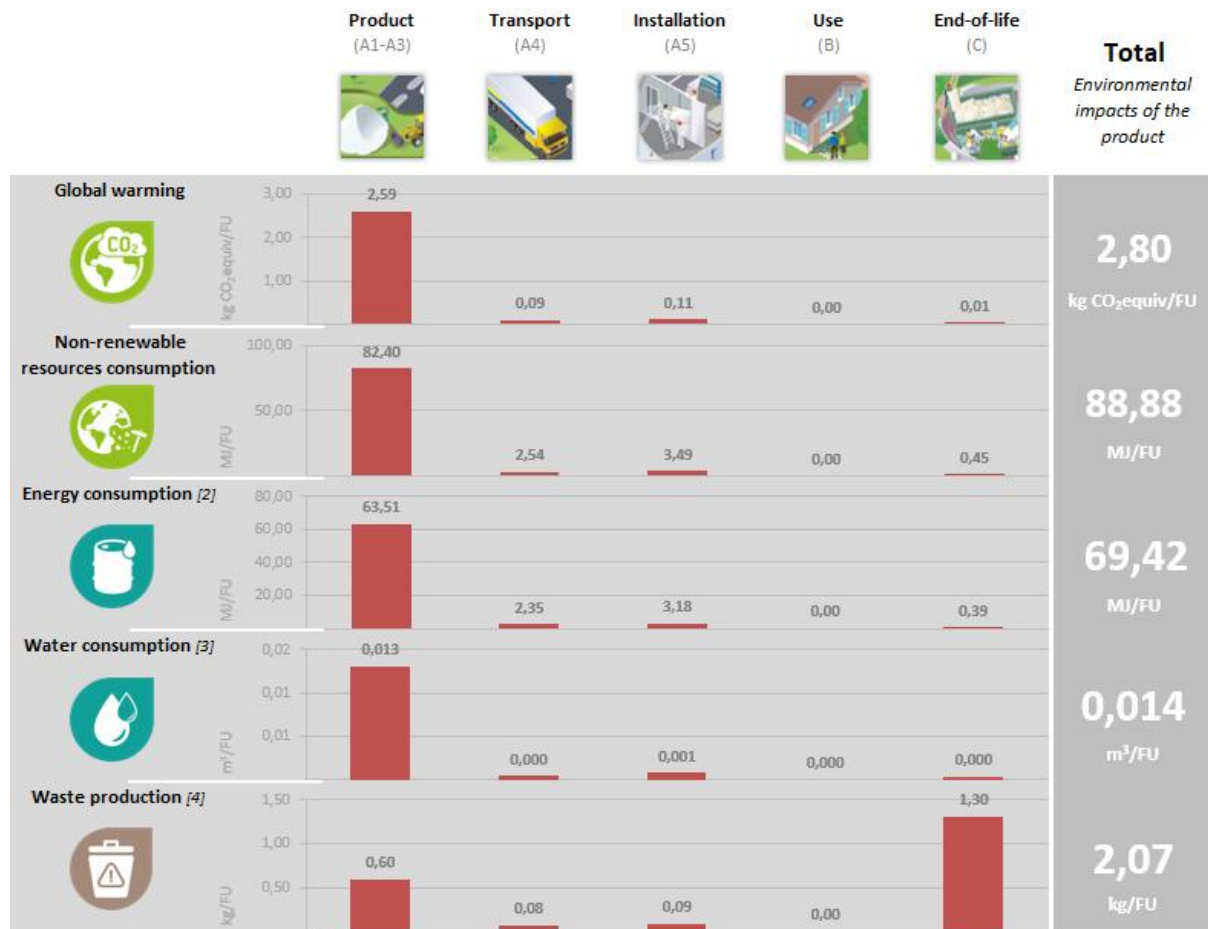 Product
(A1-A3)
Transport
(A4)
Installation
(A5)
Use
(B)
End-of-life
(C)
Total
Environmental
impacts of the
product
Global warming
CO₂
kg CO₂equiv/FU
3,00
2,00
1,00
2,59
0,09
0,11
0,00
0,01
2,80
kg CO₂equiv/FU
Non-renewable
resources consumption
MJ/FU
100,00
50,00
82,40
2,54
3,49
0,00
0,45
88,88
MJ/FU
Energy consumption [2]
MJ/FU
80,00
60,00
40,00
20,00
63,51
2,35
3,18
0,00
0,39
69,42
MJ/FU
Water consumption [3]
m³/FU
0,02
0,01
0,01
0,013
0,000
0,001
0,000
0,000
0,014
m³/FU
Waste production [4]
kg/FU
1,50
1,00
0,50
0,60
0,08
0,09
0,00
1,30
2,07
kg/FU